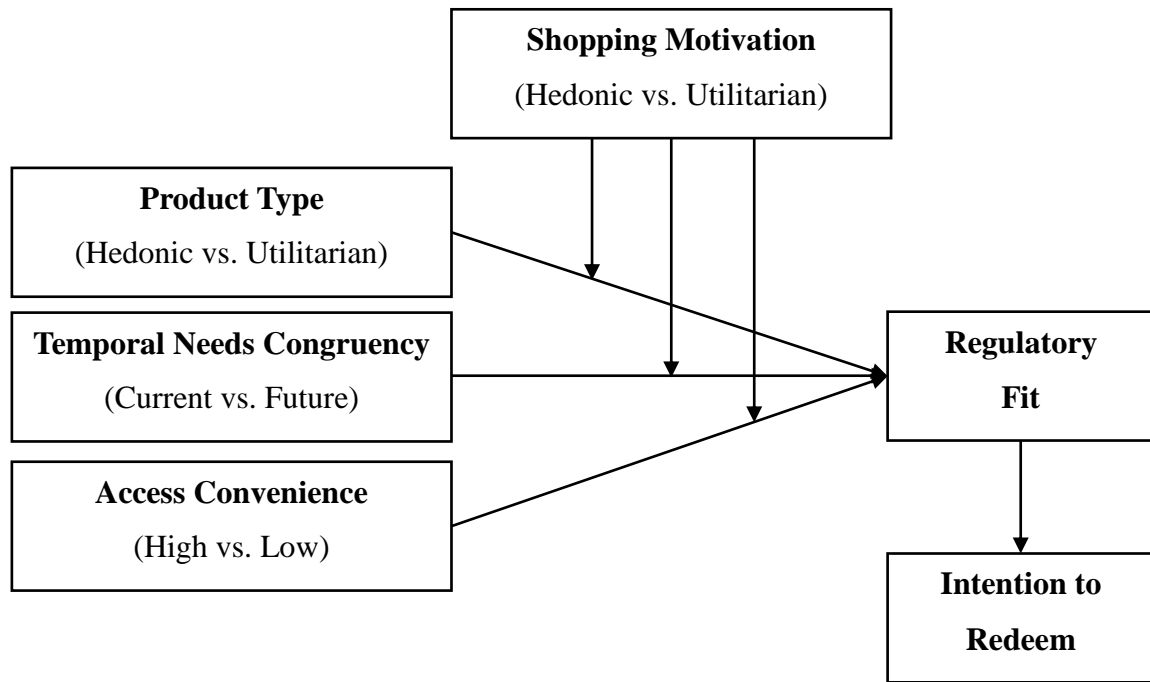 Shopping Motivation
(Hedonic vs. Utilitarian)
Product Type
(Hedonic vs. Utilitarian)
Temporal Needs Congruency
(Current vs. Future)
Access Convenience
(High vs. Low)
Regulatory
Fit
Intention to
Redeem